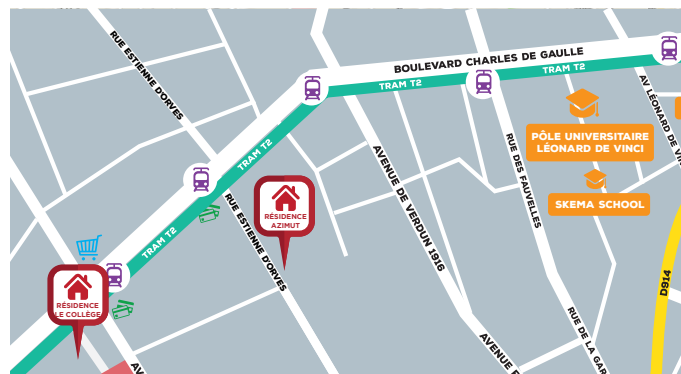 RUE ESTIENNE D'ORVES
BOULEVARD CHARLES DE GAULLE
TRAM T2
TRAM T2
AV LÉONARD DE VI
PÔLE UNIVERSITAIRE
LÉONARD DE VINCI
SKEMA SCHOOL
TRAM T2
RUE DES FAUVELLES
AVENUE DE VERDUN 1916
RÉSIDENCE
AZIMUT
RUE ESTIENNE D'ORVES
TRAM T2
D914
RÉSIDENCE
LE COLLÈGE
RUE DE LA GAR
AVENUE D
AV